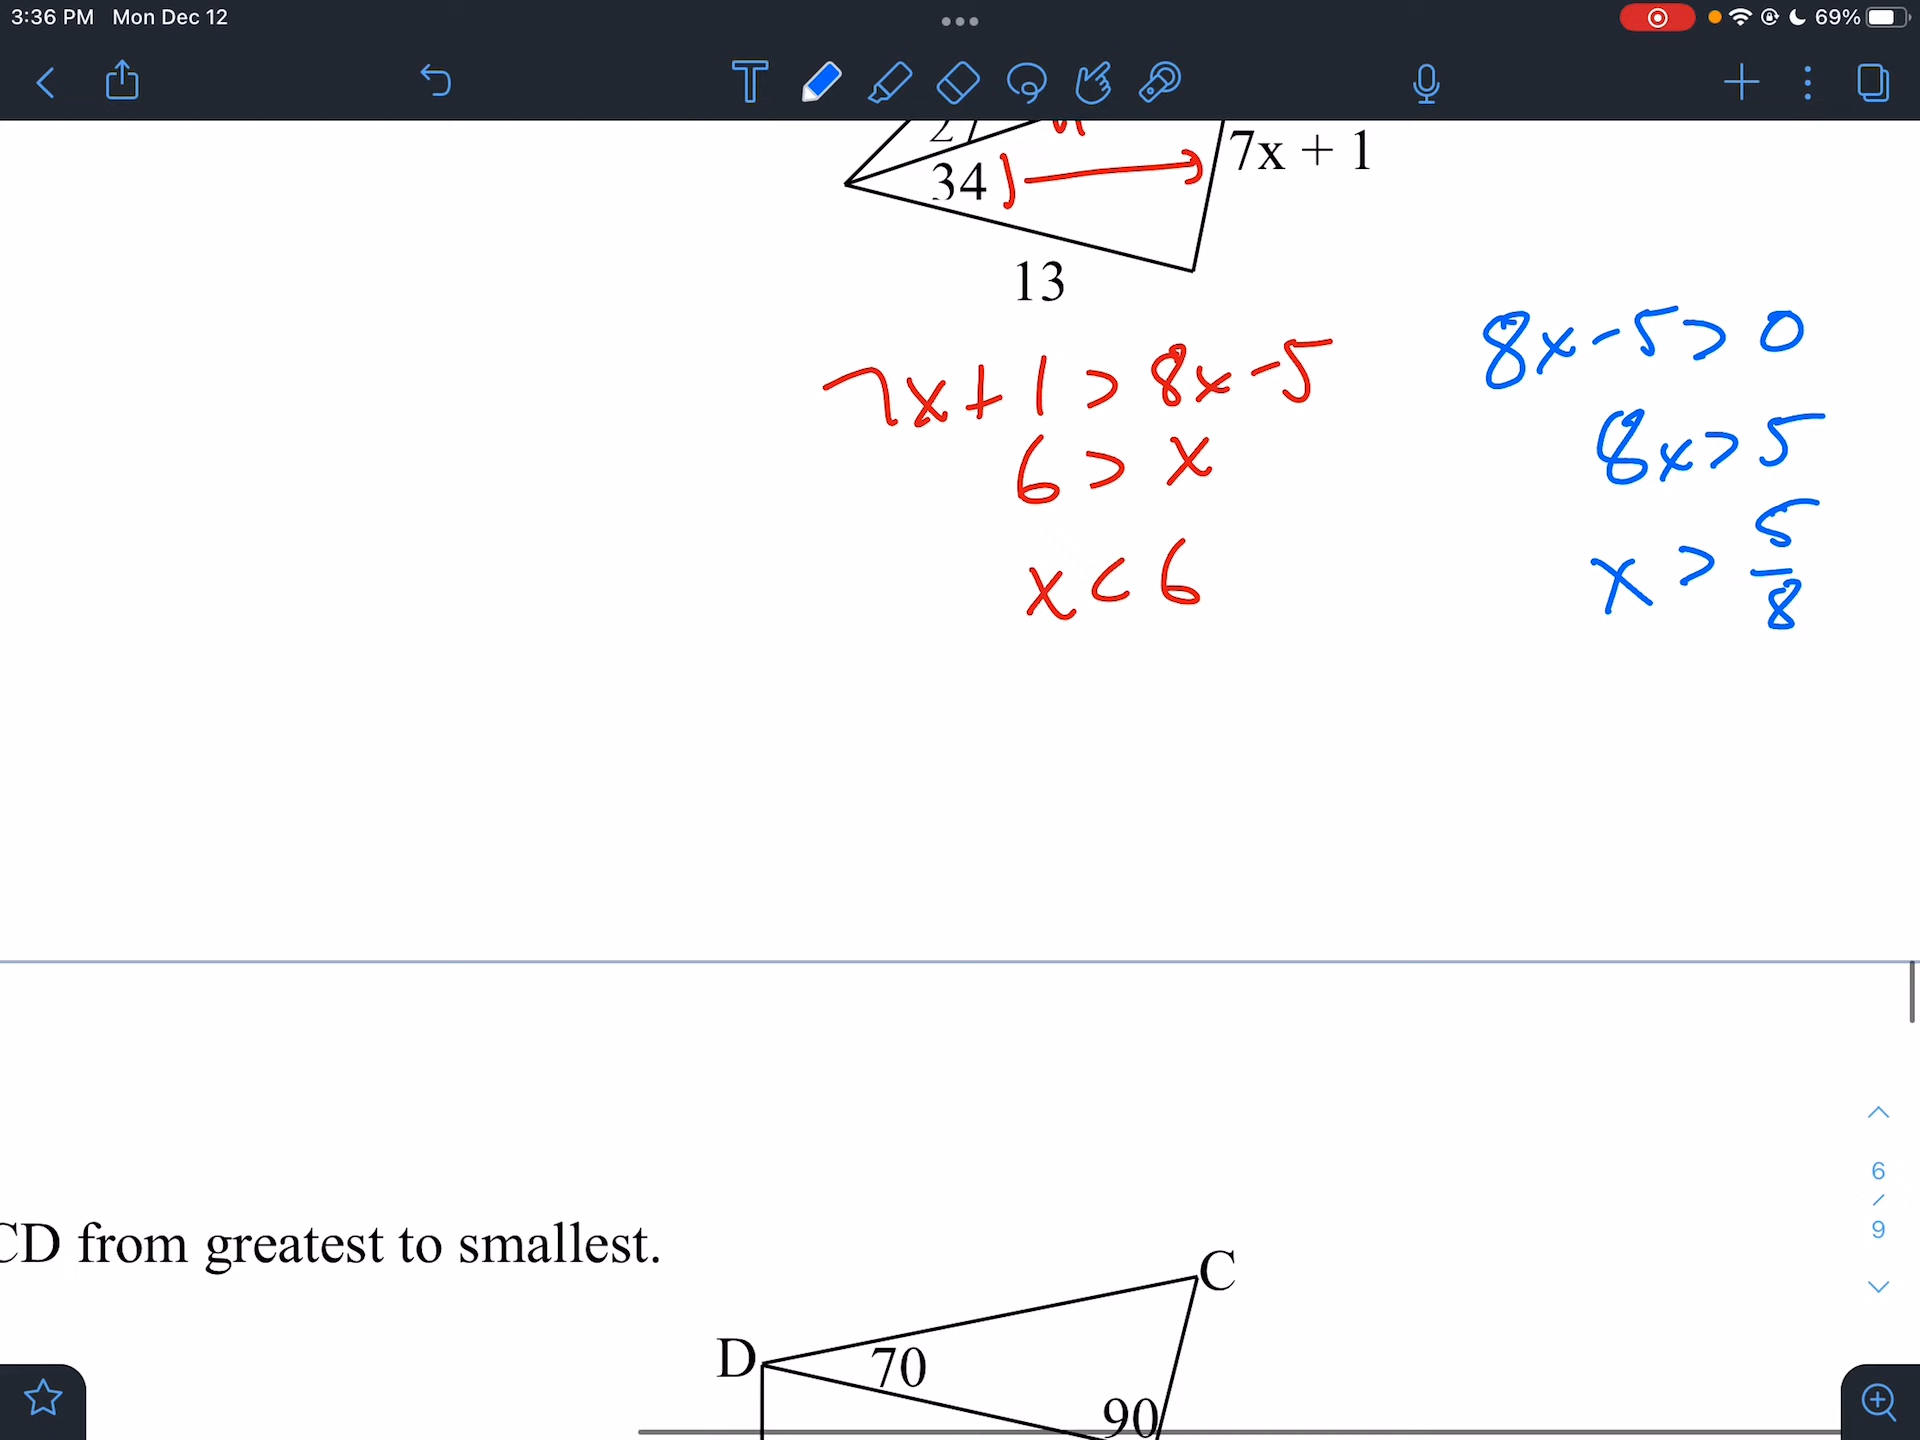 3:36 PM Mon Dec 12
69%
7x + 1
34
13
7x + 1 > 8x - 5
6 > x
x < 6
8x - 5 > 0
8x > 5
x > 5/8
6
/
9
CD from greatest to smallest.
C
D
70
90